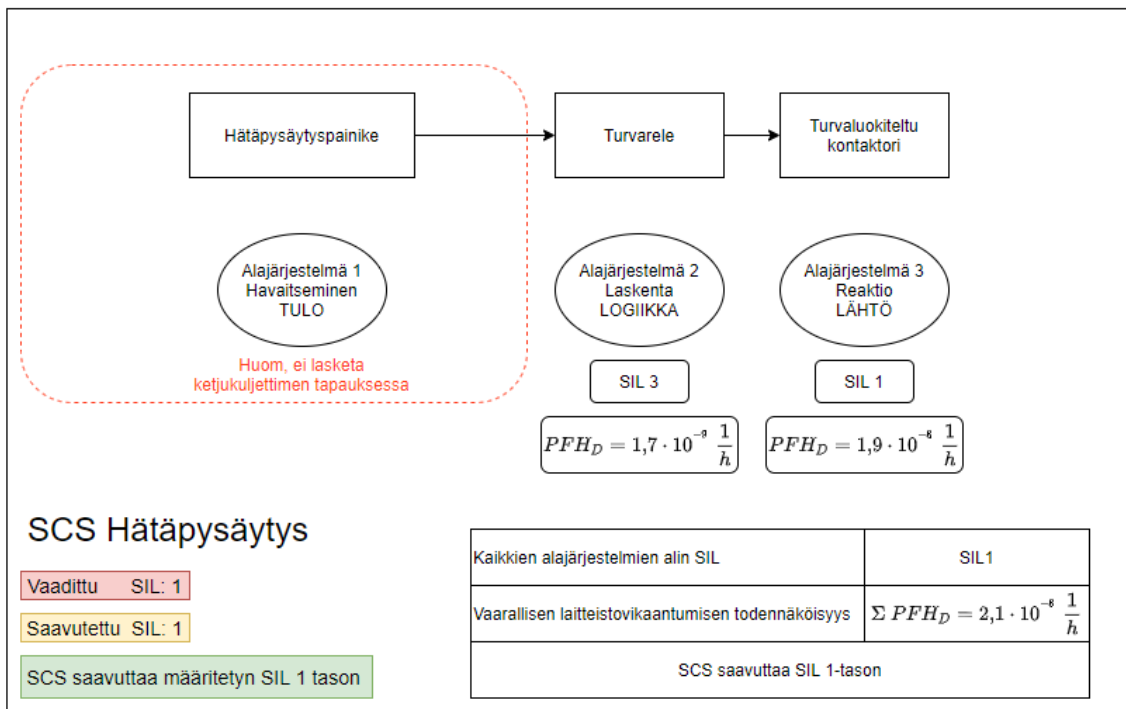 Hätäpysäytyspainike
Turvarele
Turvaluokiteltu
kontaktori
Alajärjestelmä 1
Havaitseminen
TULO
Alajärjestelmä 2
Laskenta
LOGIIKKA
Alajärjestelmä 3
Reaktio
LÄHTÖ
Huom, ei lasketa
ketjukuljettimen tapauksessa
SIL 3
SIL 1
PFH_D = 1,7 · 10⁻⁹ 1/h
PFH_D = 1,9 · 10⁻⁸ 1/h
SCS Hätäpysäytys
Vaadittu SIL: 1
Saavutettu SIL: 1
SCS saavuttaa määritetyn SIL 1 tason
Kaikkien alajärjestelmien alin SIL SIL1
Vaarallisen laitteistovikaantumisen todennäköisyys Σ PFH_D = 2,1 · 10⁻⁸ 1/h
SCS saavuttaa SIL 1-tason